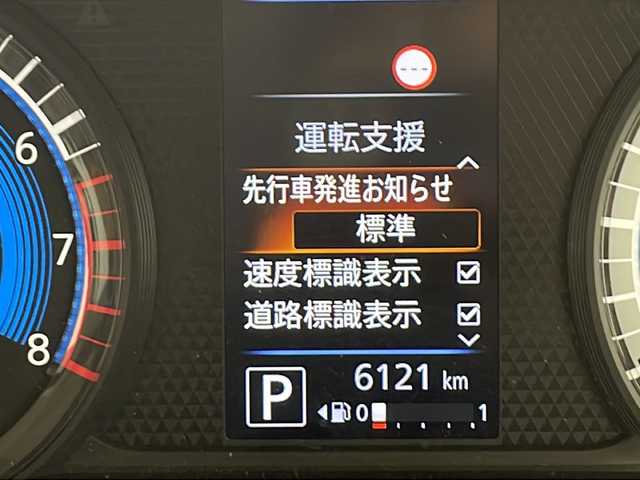 ---
運転支援
先行車発進お知らせ
標準
速度標識表示
道路標識表示
6
7
8
P
6121 km
0 1